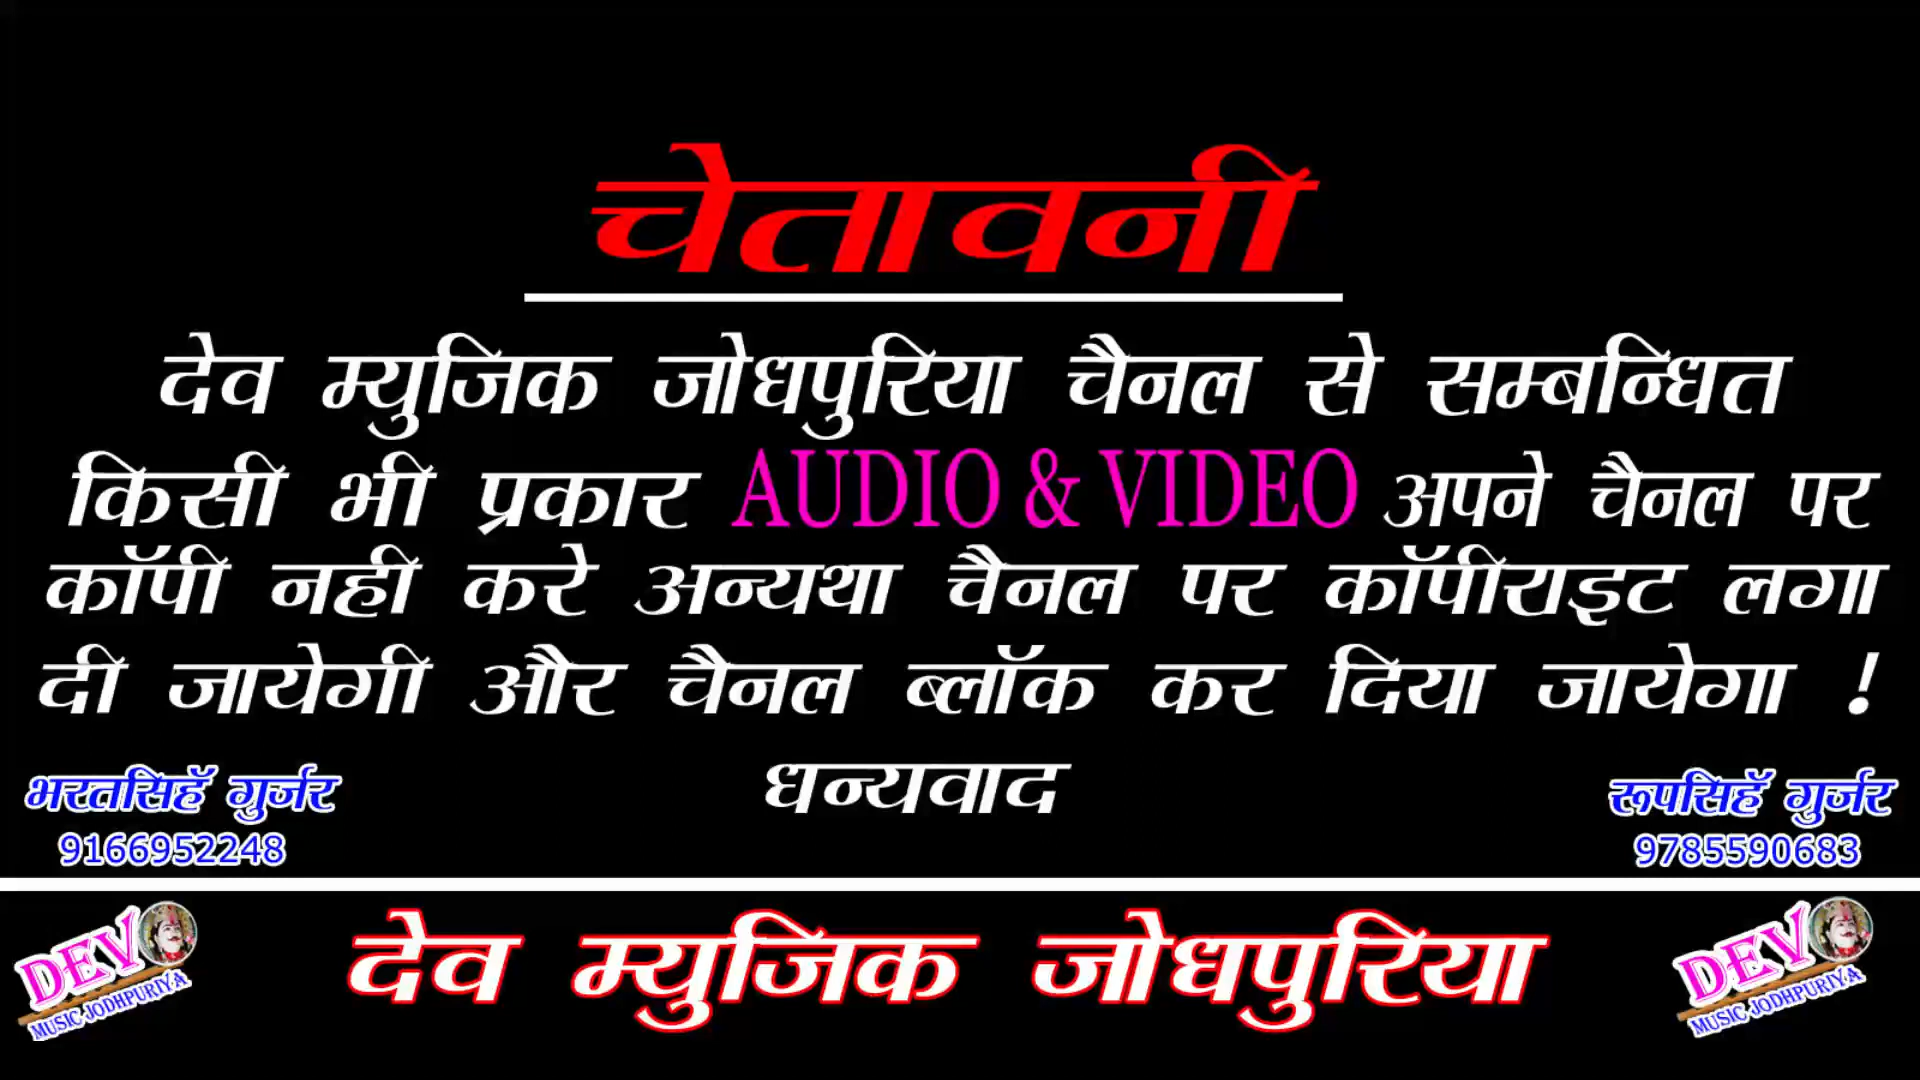 चेतावनी
देव म्युजिक जोधपुरिया चैनल से सम्बन्धित
किसी भी प्रकार AUDIO & VIDEO अपने चैनल पर
कॉपी नही करे अन्यथा चैनल पर कॉपीराइट लगा
दी जायेगी और चैनल ब्लॉक कर दिया जायेगा !
धन्यवाद
भरतसिहॅ गुर्जर
9166952248
रूपसिहॅ गुर्जर
9785590683
DEV
MUSIC JODHPURIYA
देव म्युजिक जोधपुरिया
DEV
MUSIC JODHPURIYA